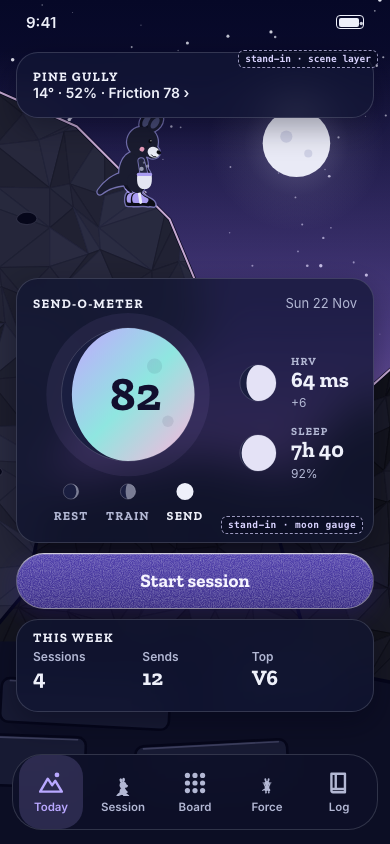 9:41
stand-in · scene layer
PINE GULLY
14° · 52% · Friction 78 ›
SEND-O-METER
Sun 22 Nov
82
HRV
64 ms
+6
SLEEP
7h 40
92%
REST
TRAIN
SEND
stand-in · moon gauge
Start session
THIS WEEK
Sessions
Sends
Top
4
12
V6
Today
Session
Board
Force
Log